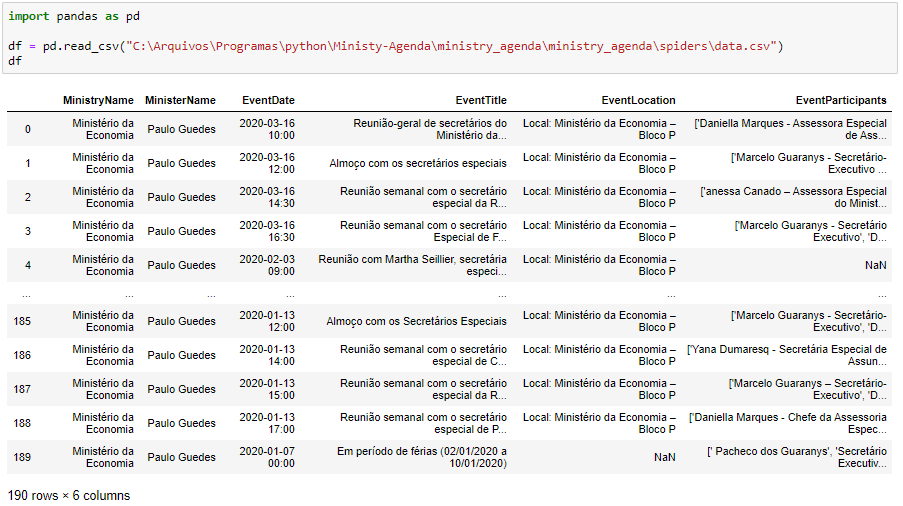 import pandas as pd
df = pd.read_csv("C:\Arquivos\Programas\python\Ministy-Agenda\ministry_agenda\ministry_agenda\spiders\data.csv")
df
MinistryName MinisterName EventDate EventTitle EventLocation EventParticipants
0 Ministério da Economia Paulo Guedes 2020-03-16 10:00 Reunião-geral de secretários do Ministério da... Local: Ministério da Economia – Bloco P ['Daniella Marques - Assessora Especial de Ass...
1 Ministério da Economia Paulo Guedes 2020-03-16 12:00 Almoço com os secretários especiais Local: Ministério da Economia – Bloco P ['Marcelo Guaranys - Secretário-Executivo ...
2 Ministério da Economia Paulo Guedes 2020-03-16 14:30 Reunião semanal com o secretário especial da R... Local: Ministério da Economia – Bloco P ['anessa Canado – Assessora Especial do Minist...
3 Ministério da Economia Paulo Guedes 2020-03-16 16:30 Reunião semanal com o secretário Especial de F... Local: Ministério da Economia – Bloco P ['Marcelo Guaranys - Secretário Executivo', 'D...
4 Ministério da Economia Paulo Guedes 2020-02-03 09:00 Reunião com Martha Seillier, secretária especi... Local: Ministério da Economia – Bloco P NaN
... ... ... ... ... ... ...
185 Ministério da Economia Paulo Guedes 2020-01-13 12:00 Almoço com os Secretários Especiais Local: Ministério da Economia – Bloco P ['Marcelo Guaranys - Secretário-Executivo', 'D...
186 Ministério da Economia Paulo Guedes 2020-01-13 14:00 Reunião semanal com o secretário especial de C... Local: Ministério da Economia – Bloco P ['Yana Dumaresq - Secretária Especial de Assun...
187 Ministério da Economia Paulo Guedes 2020-01-13 15:00 Reunião semanal com o secretário especial da R... Local: Ministério da Economia – Bloco P ['Marcelo Guaranys – Secretário-Executivo', 'D...
188 Ministério da Economia Paulo Guedes 2020-01-13 17:00 Reunião semanal com o secretário especial de P... Local: Ministério da Economia – Bloco P ['Daniella Marques - Chefe da Assessoria Espec...
189 Ministério da Economia Paulo Guedes 2020-01-07 00:00 Em período de férias (02/01/2020 a 10/01/2020) NaN [' Pacheco dos Guaranys', 'Secretário Executiv...
190 rows × 6 columns